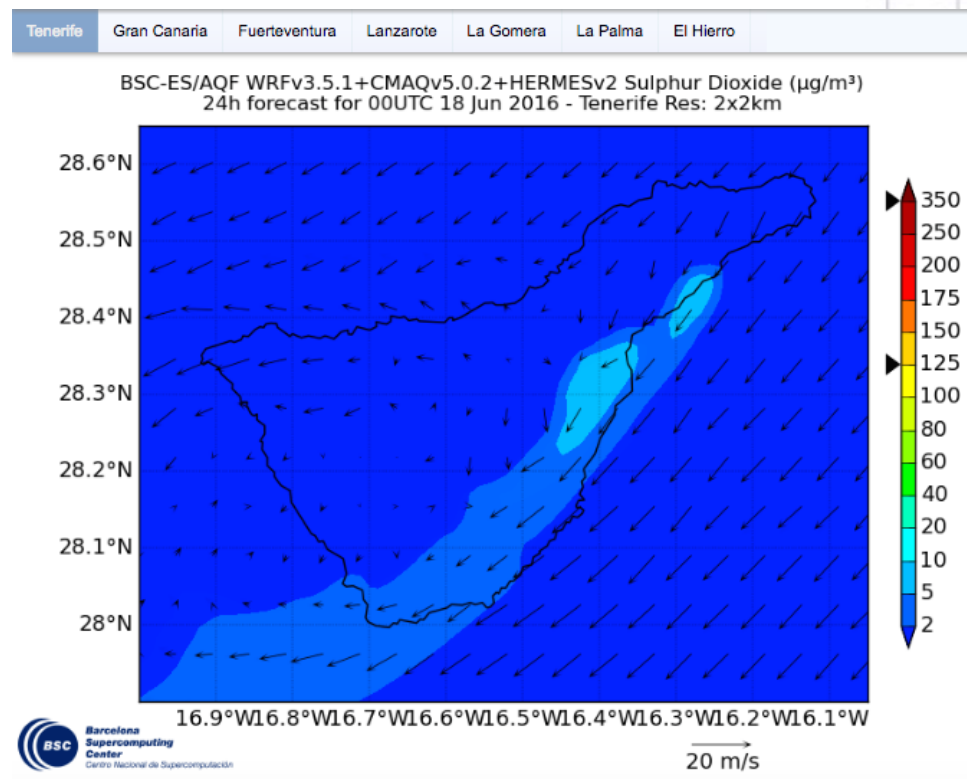 Tenerife Gran Canaria Fuerteventura Lanzarote La Gomera La Palma El Hierro
BSC-ES/AQF WRFv3.5.1+CMAQv5.0.2+HERMESv2 Sulphur Dioxide (µg/m³)
24h forecast for 00UTC 18 Jun 2016 - Tenerife Res: 2x2km
28.6°N
28.5°N
28.4°N
28.3°N
28.2°N
28.1°N
28°N
16.9°W16.8°W16.7°W16.6°W16.5°W16.4°W16.3°W16.2°W16.1°W
350
250
200
175
150
125
100
80
60
40
20
10
5
2
20 m/s
BSC
Barcelona
Supercomputing
Center
Centro Nacional de Supercomputación